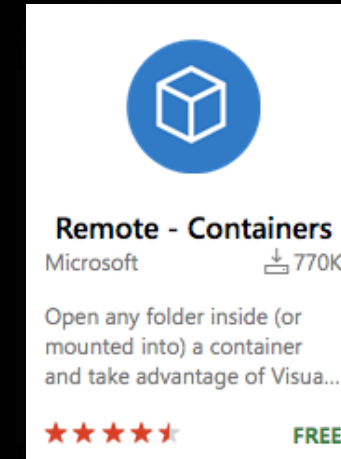 Remote - Containers
Microsoft 770K
Open any folder inside (or
mounted into) a container
and take advantage of Visua...
FREE